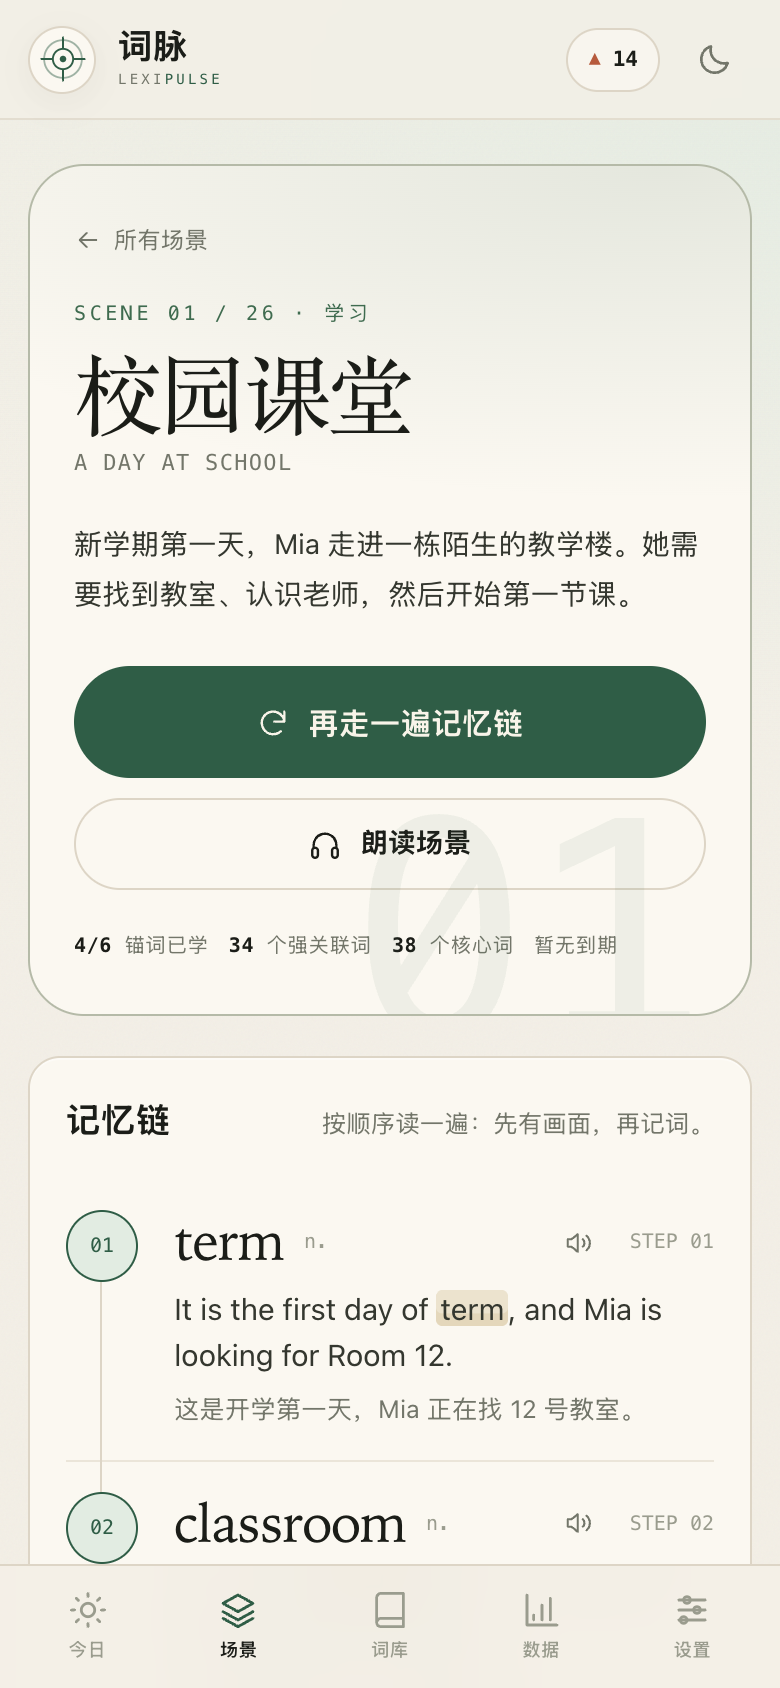 词脉
LEXIPULSE
▲ 14
← 所有场景
SCENE 01 / 26 · 学习
校园课堂
A DAY AT SCHOOL
新学期第一天，Mia 走进一栋陌生的教学楼。她需
要找到教室、认识老师，然后开始第一节课。
再走一遍记忆链
朗读场景
4/6 锚词已学 34 个强关联词 38 个核心词 暂无到期
01
记忆链
按顺序读一遍：先有画面，再记词。
01
term n.
STEP 01
It is the first day of term, and Mia is
looking for Room 12.
这是开学第一天，Mia 正在找 12 号教室。
02
classroom n.
STEP 02
今日
场景
词库
数据
设置